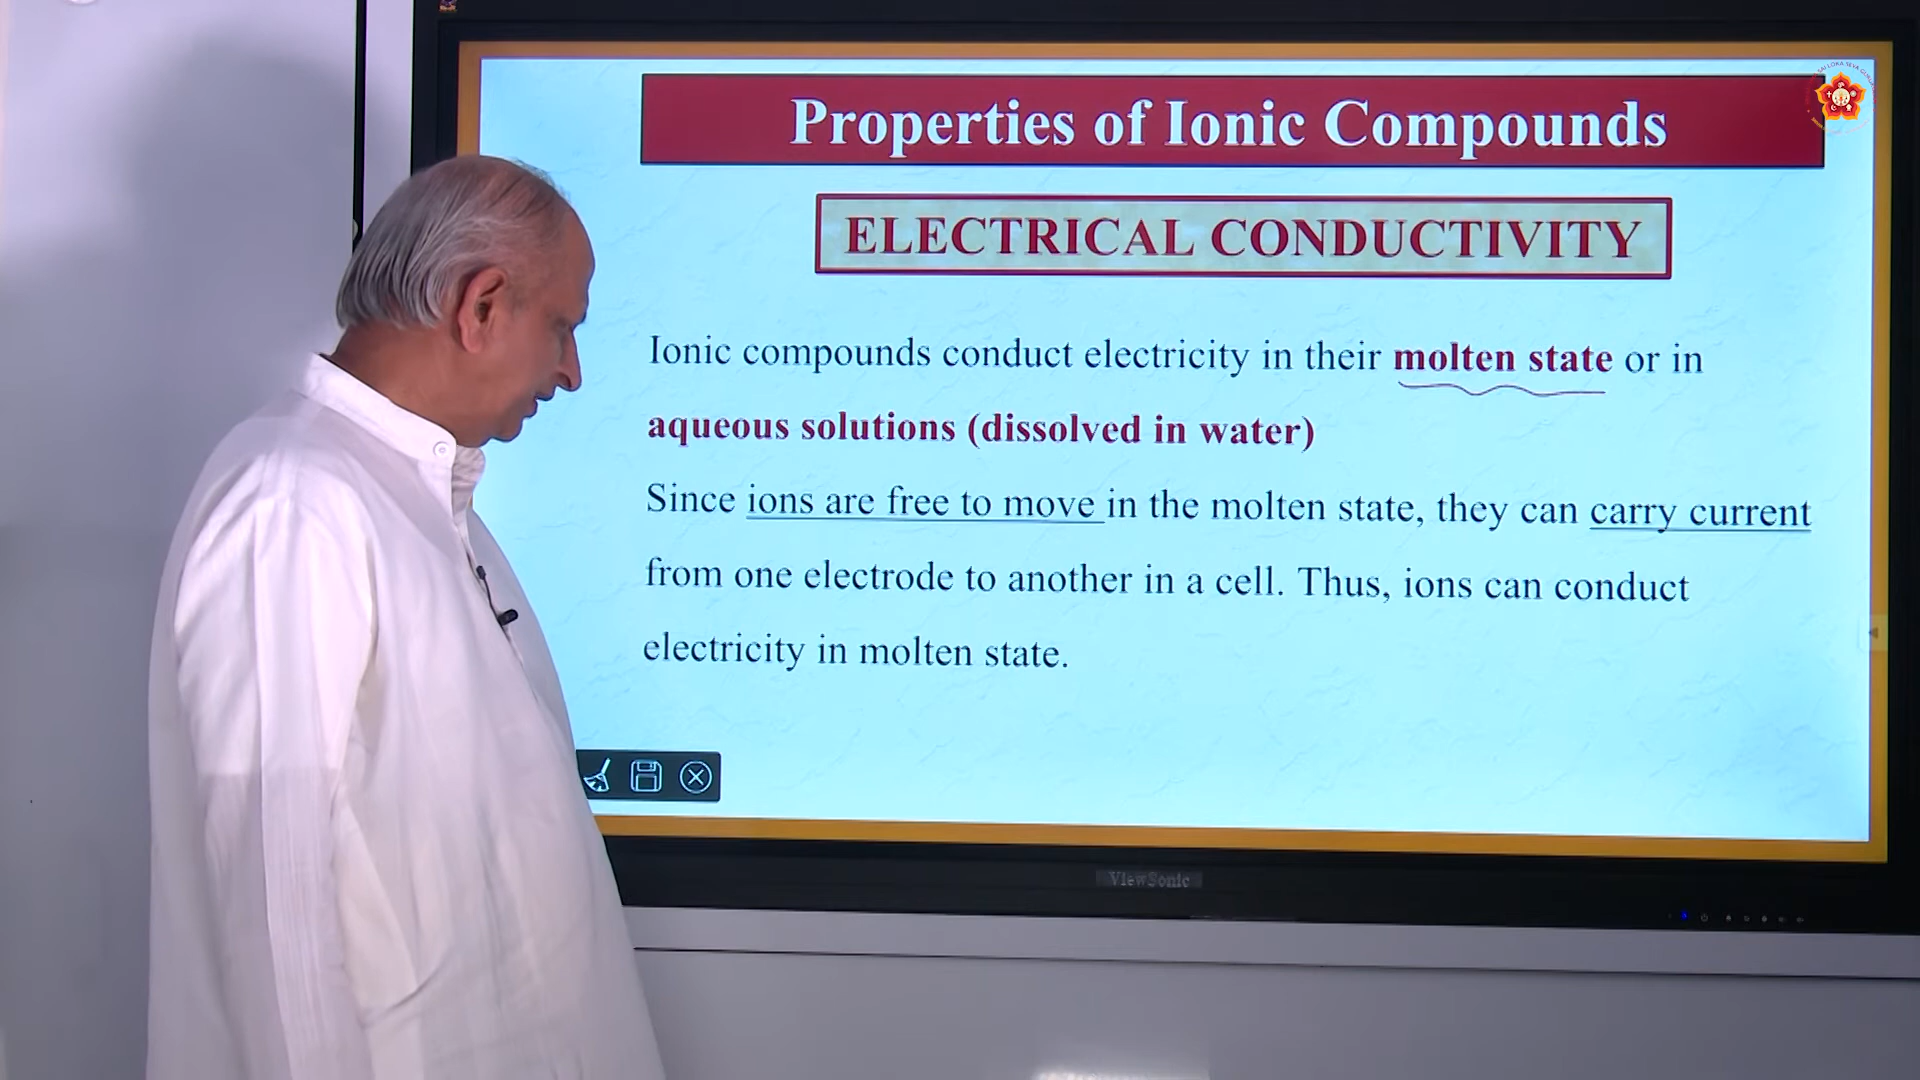 Properties of Ionic Compounds
ELECTRICAL CONDUCTIVITY
Ionic compounds conduct electricity in their molten state or in
aqueous solutions (dissolved in water)
Since ions are free to move in the molten state, they can carry current
from one electrode to another in a cell. Thus, ions can conduct
electricity in molten state.
ViewSonic